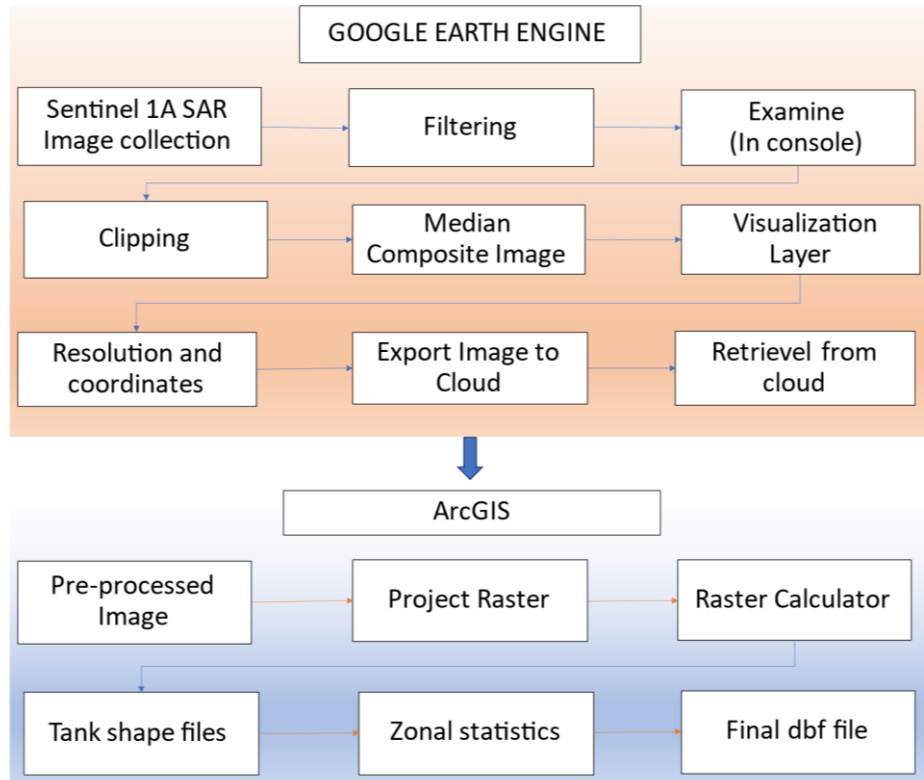 GOOGLE EARTH ENGINE
Sentinel 1A SAR
Image collection
Filtering
Examine
(In console)
Clipping
Median
Composite Image
Visualization
Layer
Resolution and
coordinates
Export Image to
Cloud
Retrievel from
cloud
ArcGIS
Pre-processed
Image
Project Raster
Raster Calculator
Tank shape files
Zonal statistics
Final dbf file